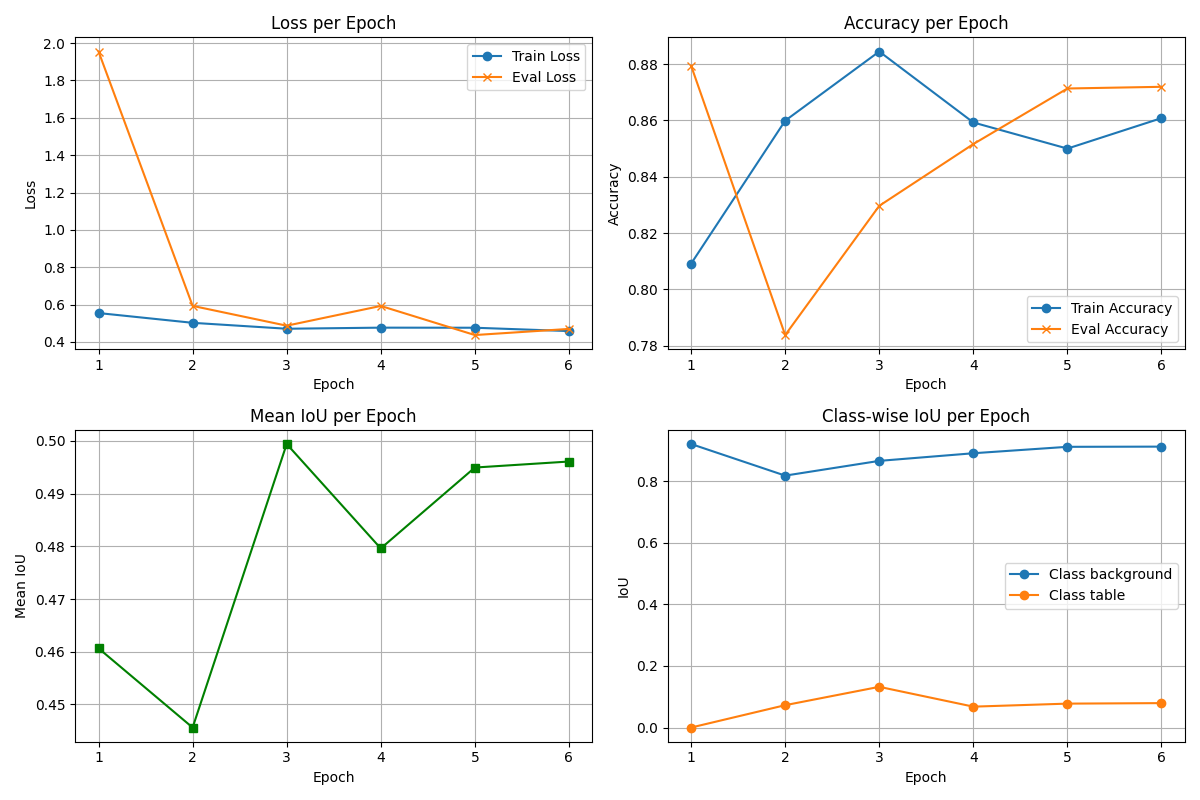 Loss per Epoch
2.0
1.8
1.6
1.4
1.2
1.0
0.8
0.6
0.4
Loss
Train Loss
Eval Loss
1 2 3 4 5 6
Epoch
Accuracy per Epoch
0.88
0.86
0.84
0.82
0.80
0.78
Accuracy
Train Accuracy
Eval Accuracy
1 2 3 4 5 6
Epoch
Mean IoU per Epoch
0.50
0.49
0.48
0.47
0.46
0.45
Mean IoU
1 2 3 4 5 6
Epoch
Class-wise IoU per Epoch
0.8
0.6
0.4
0.2
0.0
IoU
Class background
Class table
1 2 3 4 5 6
Epoch